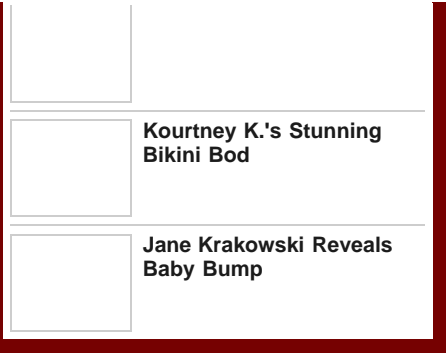 Kourtney K.'s Stunning
Bikini Bod
Jane Krakowski Reveals
Baby Bump